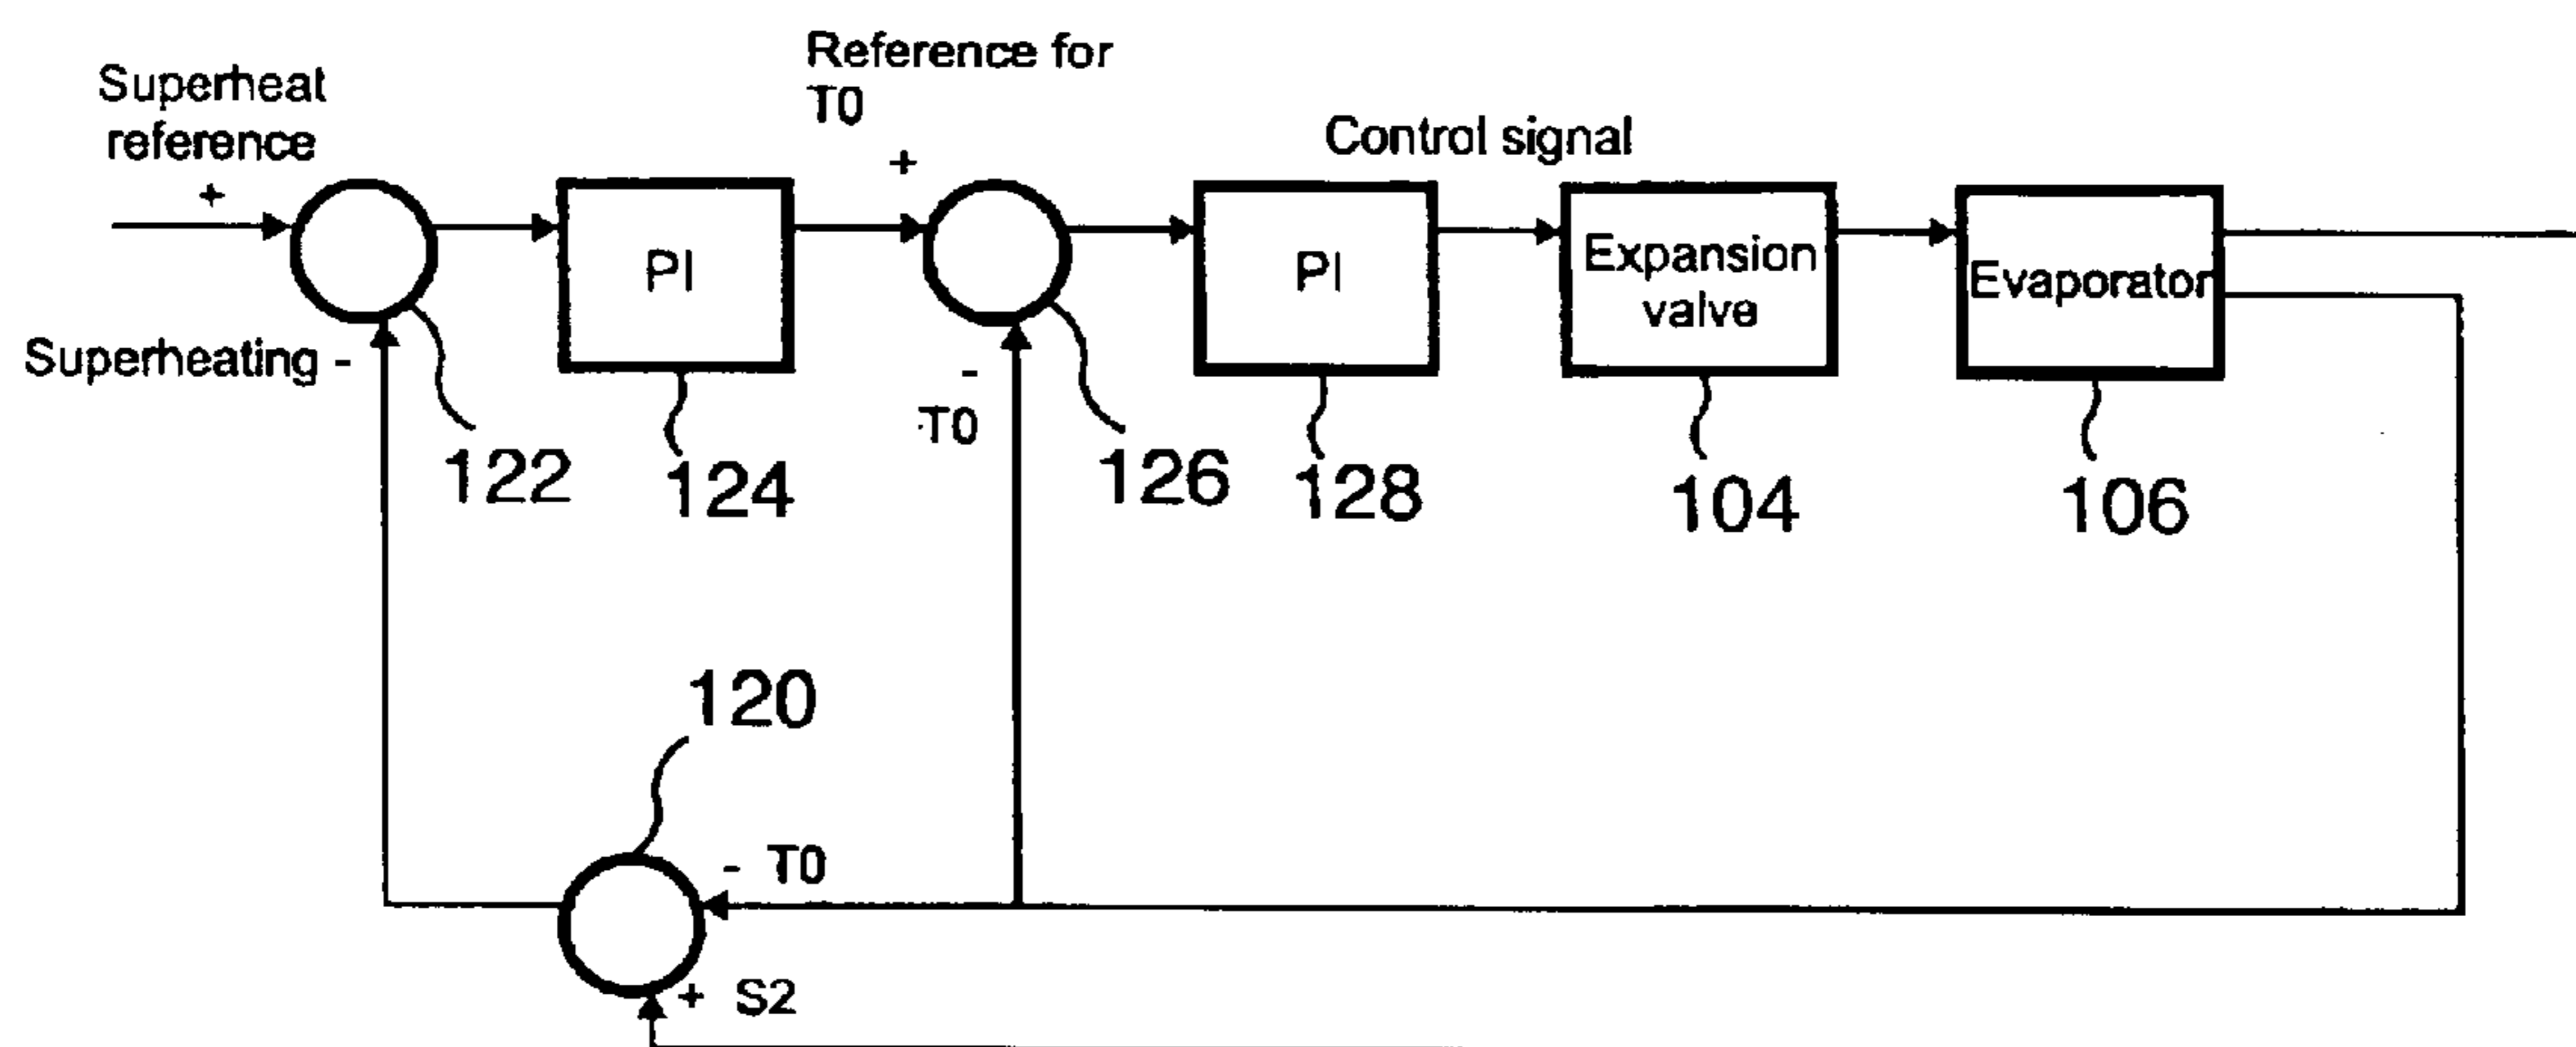 Superheat
reference
+
Reference for
T0
+
Control signal
PI
PI
Expansion
valve
Evaporator
Superheating -
-
T0
122
124
126
128
104
106
120
- T0
+ S2